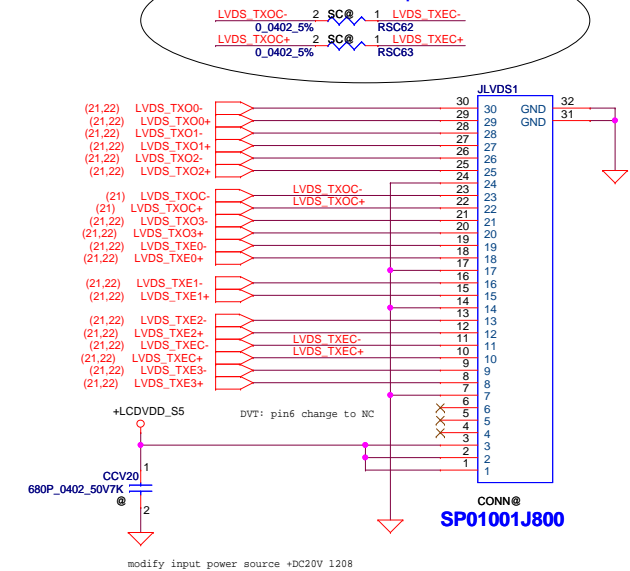 LVDS_TXOC- 2 SC@ 1 LVDS_TXEC-
0_0402_5% RSC62
LVDS_TXOC+ 2 SC@ 1 LVDS_TXEC+
0_0402_5% RSC63
JLVDS1
(21,22) LVDS_TXO0- 30 30 GND 32
(21,22) LVDS_TXO0+ 29 29 GND 31
(21,22) LVDS_TXO1- 28 28
(21,22) LVDS_TXO1+ 27 27
(21,22) LVDS_TXO2- 26 26
(21,22) LVDS_TXO2+ 25 25
24 24
(21) LVDS_TXOC- LVDS_TXOC- 23 23
(21) LVDS_TXOC+ LVDS_TXOC+ 22 22
(21,22) LVDS_TXO3- 21 21
(21,22) LVDS_TXO3+ 20 20
(21,22) LVDS_TXE0- 19 19
(21,22) LVDS_TXE0+ 18 18
17 17
(21,22) LVDS_TXE1- 16 16
(21,22) LVDS_TXE1+ 15 15
14 14
(21,22) LVDS_TXE2- 13 13
(21,22) LVDS_TXE2+ 12 12
(21,22) LVDS_TXEC- LVDS_TXEC- 11 11
(21,22) LVDS_TXEC+ LVDS_TXEC+ 10 10
(21,22) LVDS_TXE3- 9 9
(21,22) LVDS_TXE3+ 8 8
7 7
6 6
+LCDVDD_S5 DVT: pin6 change to NC 5 5
4 4
3 3
2 2
1 1
1
CCV20
680P_0402_50V7K
@
2
CONN@
SP01001J800
modify input power source +DC20V 1208